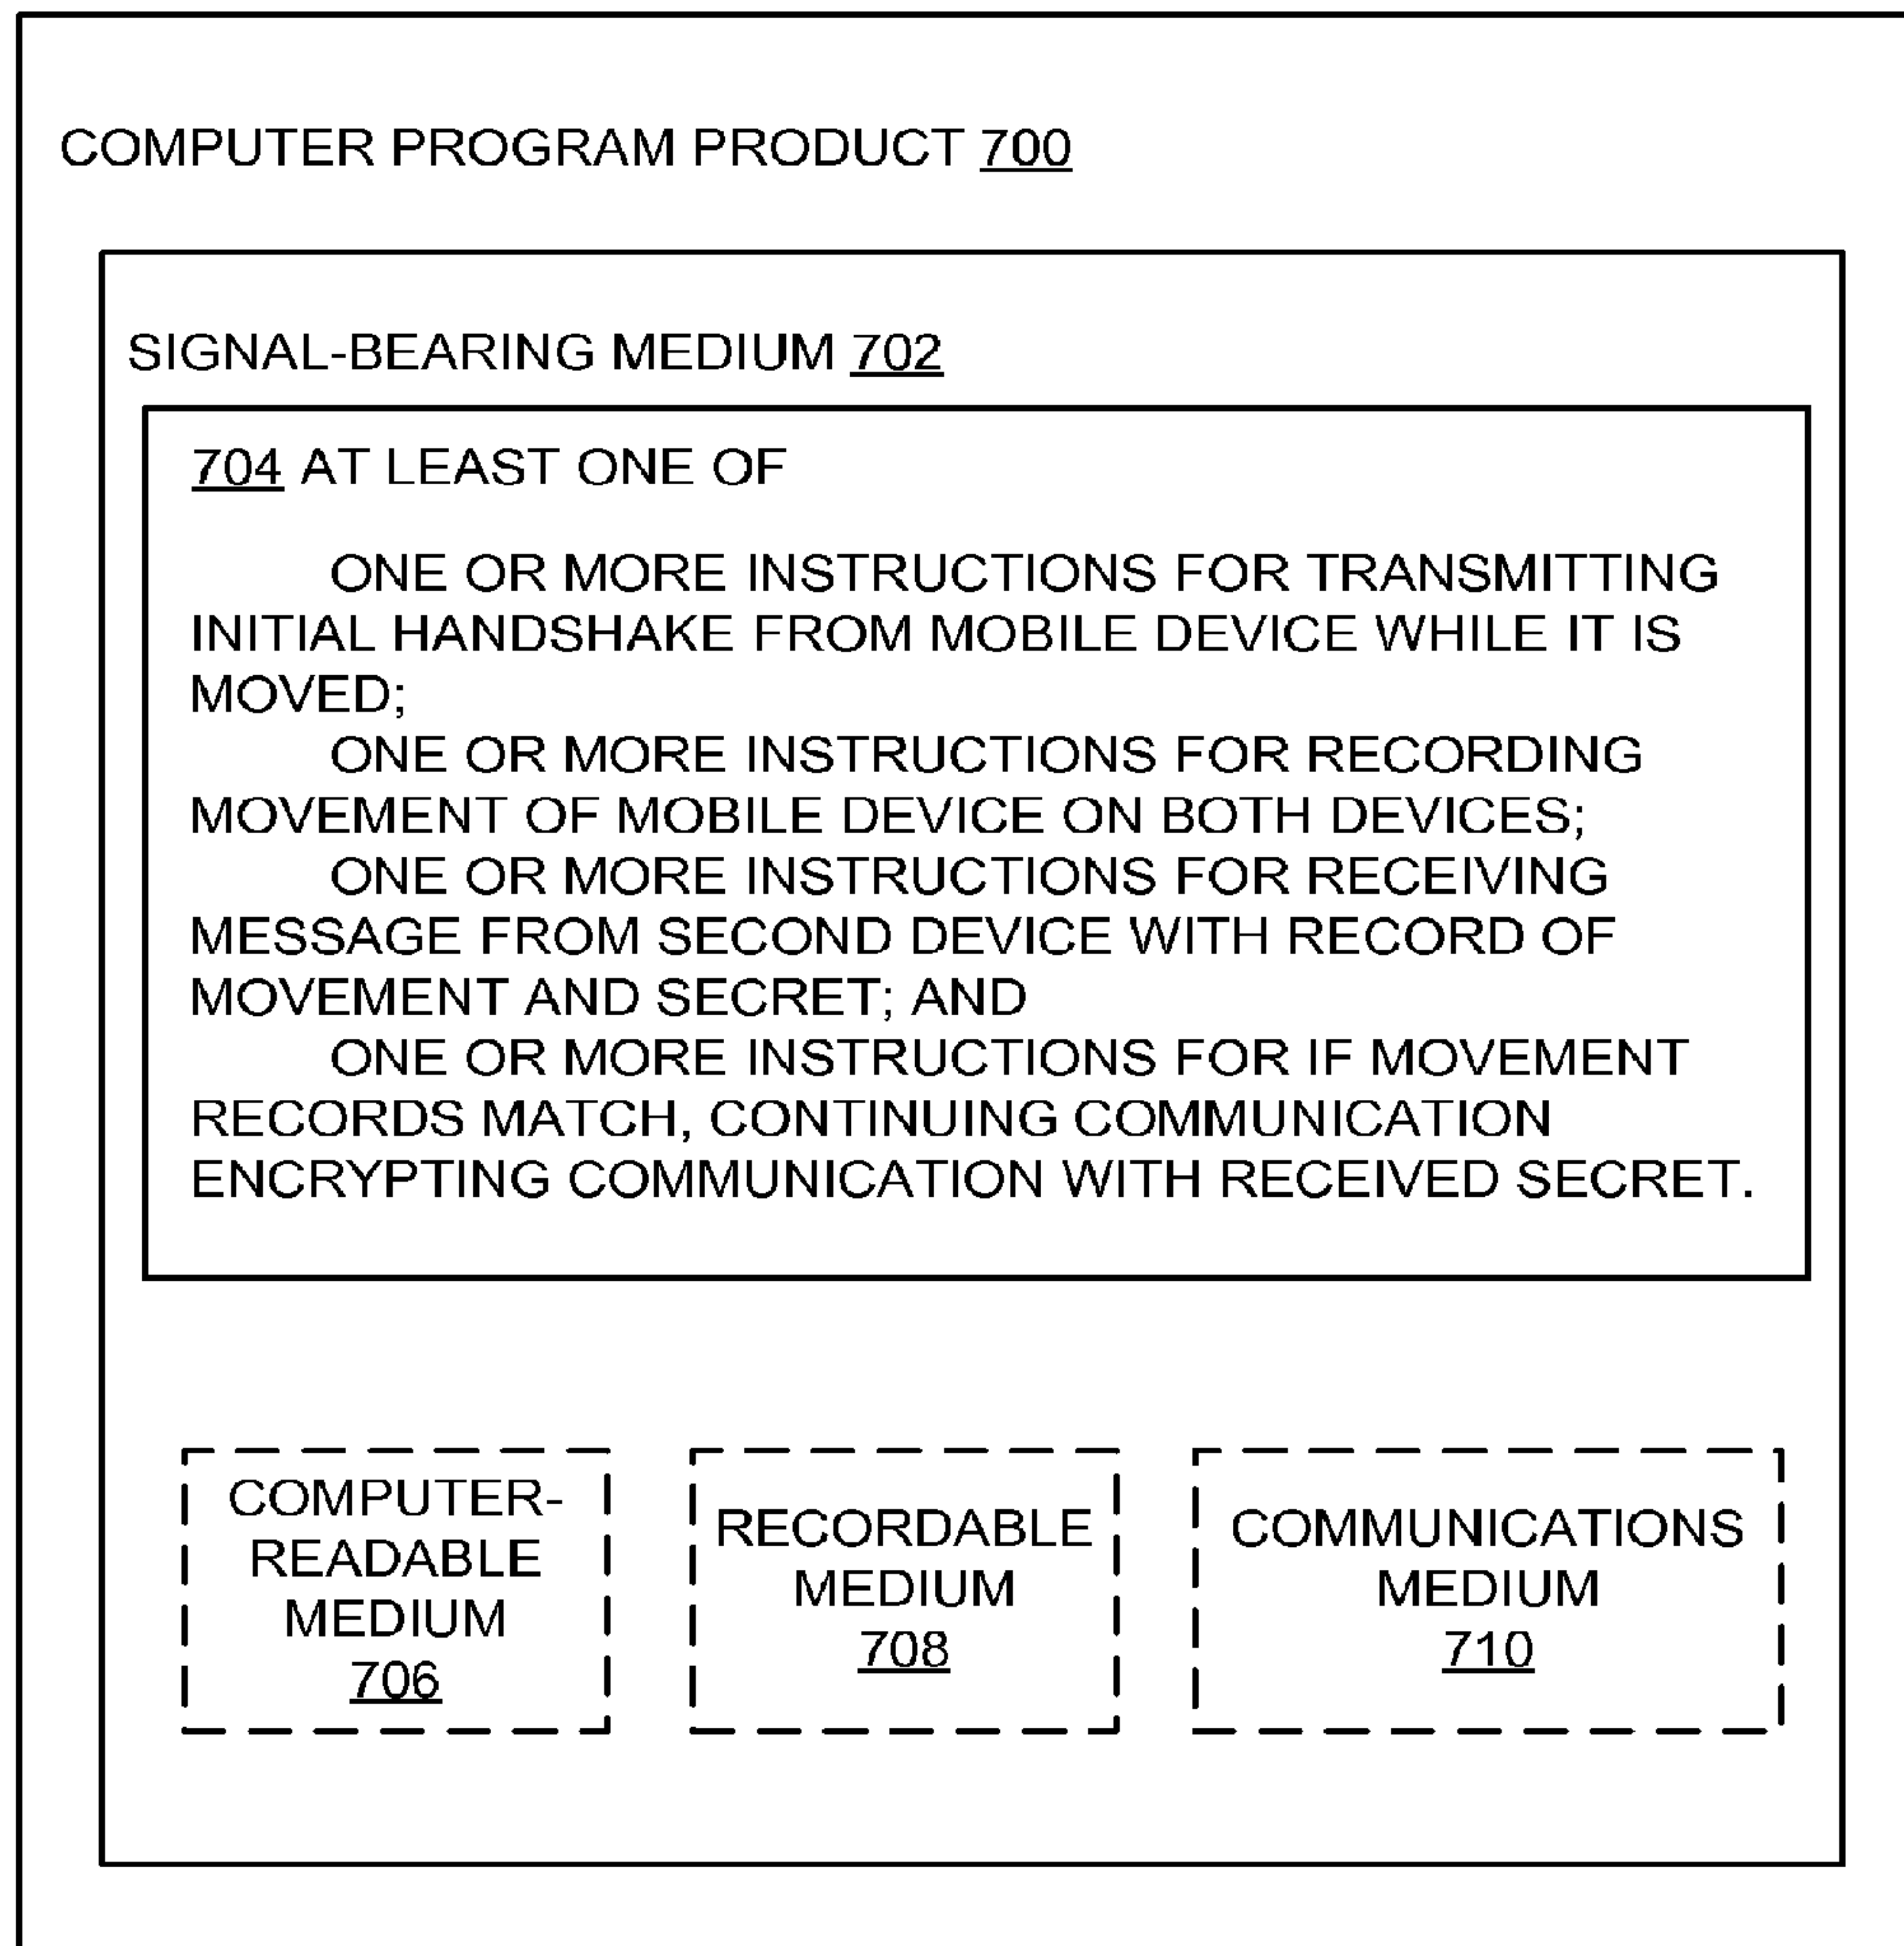 COMPUTER PROGRAM PRODUCT 700
SIGNAL-BEARING MEDIUM 702
704 AT LEAST ONE OF
ONE OR MORE INSTRUCTIONS FOR TRANSMITTING
INITIAL HANDSHAKE FROM MOBILE DEVICE WHILE IT IS
MOVED;
ONE OR MORE INSTRUCTIONS FOR RECORDING
MOVEMENT OF MOBILE DEVICE ON BOTH DEVICES;
ONE OR MORE INSTRUCTIONS FOR RECEIVING
MESSAGE FROM SECOND DEVICE WITH RECORD OF
MOVEMENT AND SECRET; AND
ONE OR MORE INSTRUCTIONS FOR IF MOVEMENT
RECORDS MATCH, CONTINUING COMMUNICATION
ENCRYPTING COMMUNICATION WITH RECEIVED SECRET.
COMPUTER-
READABLE
MEDIUM
706
RECORDABLE
MEDIUM
708
COMMUNICATIONS
MEDIUM
710